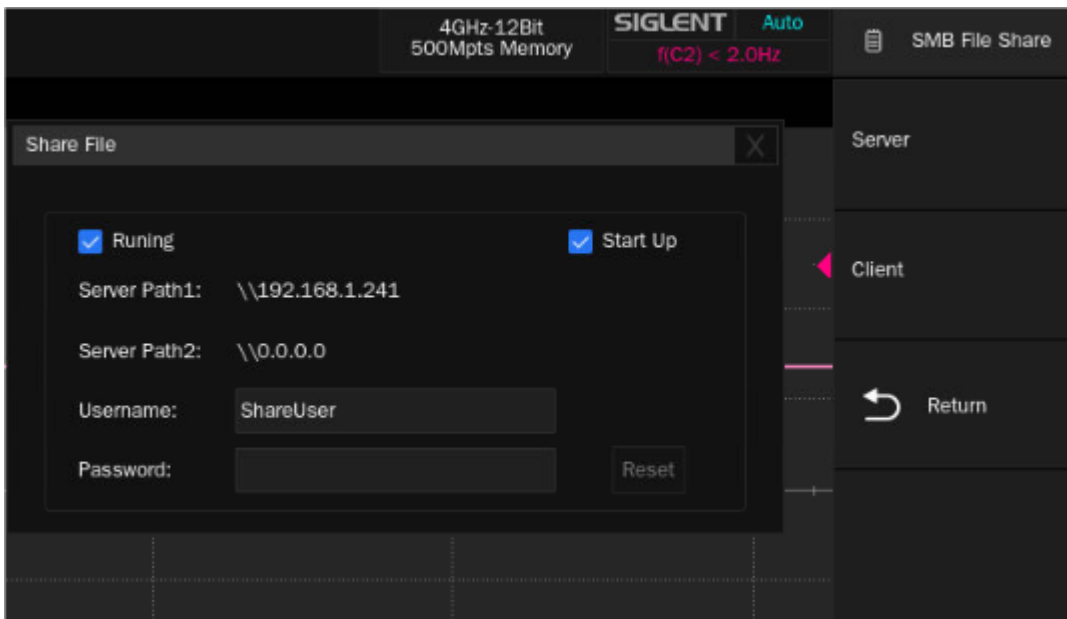 4GHz-12Bit
500Mpts Memory
SIGLENT Auto
f(C2) < 2.0Hz
SMB File Share
Share File
X
Runing
Start Up
Server Path1: \\192.168.1.241
Server Path2: \\0.0.0.0
Username: ShareUser
Password:
Reset
Server
Client
Return